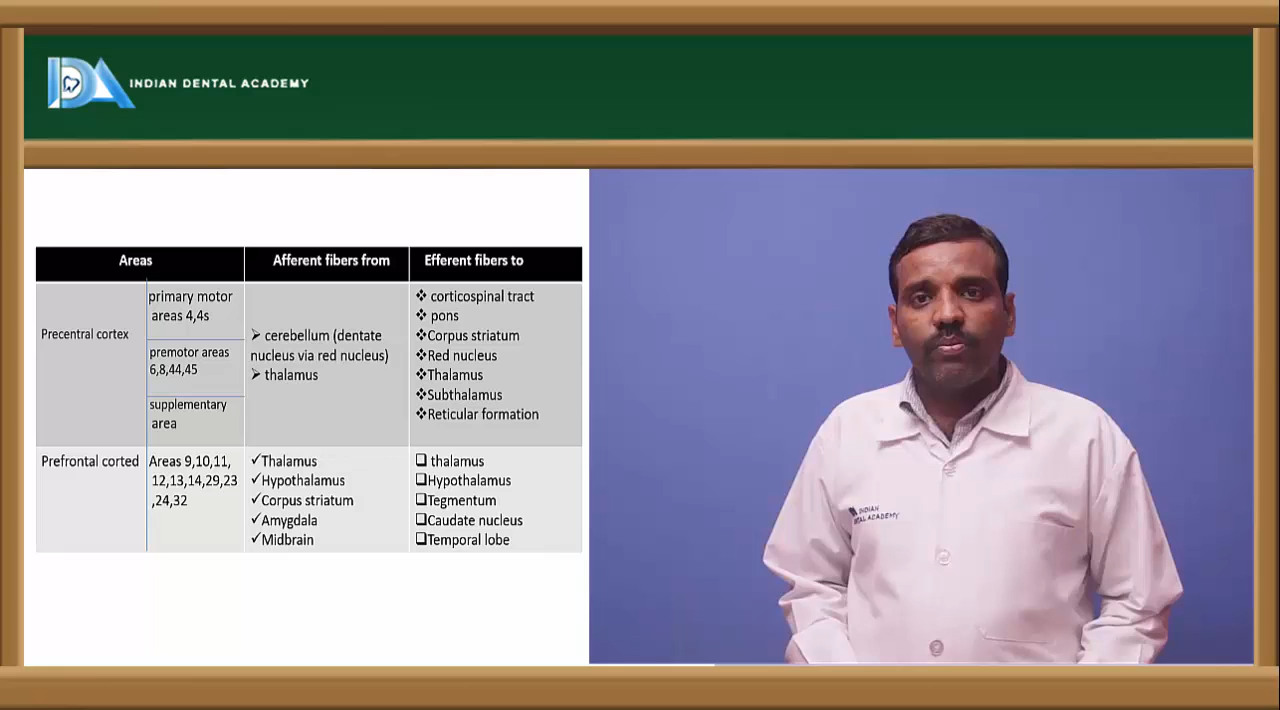 INDIAN DENTAL ACADEMY
Areas
Afferent fibers from
Efferent fibers to
Precentral cortex
primary motor
areas 4,4s
premotor areas
6,8,44,45
supplementary
area
➢ cerebellum (dentate
nucleus via red nucleus)
➢ thalamus
❖ corticospinal tract
❖ pons
❖Corpus striatum
❖Red nucleus
❖Thalamus
❖Subthalamus
❖Reticular formation
Prefrontal corted
Areas 9,10,11,
12,13,14,29,23
,24,32
✓Thalamus
✓Hypothalamus
✓Corpus striatum
✓Amygdala
✓Midbrain
❑ thalamus
❑Hypothalamus
❑Tegmentum
❑Caudate nucleus
❑Temporal lobe
INDIAN
DENTAL ACADEMY